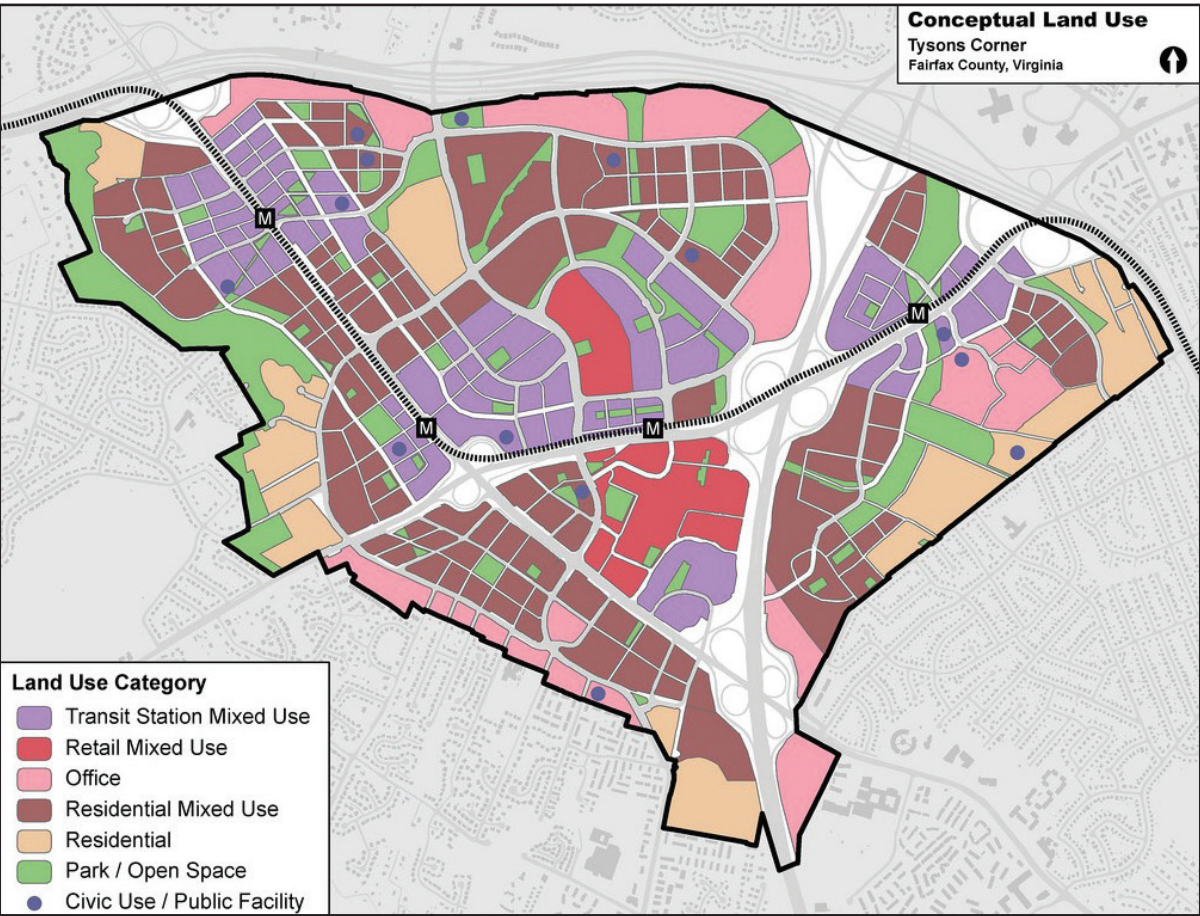 Conceptual Land Use
Tysons Corner
Fairfax County, Virginia
M
M
M
M
Land Use Category
Transit Station Mixed Use
Retail Mixed Use
Office
Residential Mixed Use
Residential
Park / Open Space
Civic Use / Public Facility